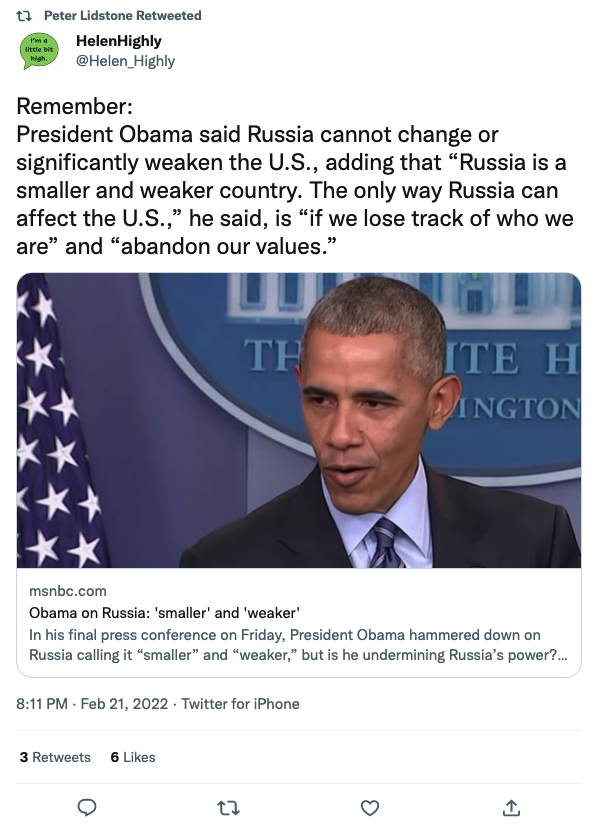 Peter Lidstone Retweeted
I'm a
little bit
high.
HelenHighly
@Helen_Highly
Remember:
President Obama said Russia cannot change or
significantly weaken the U.S., adding that “Russia is a
smaller and weaker country. The only way Russia can
affect the U.S.,” he said, is “if we lose track of who we
are” and “abandon our values.”
TH ITE H
INGTON
msnbc.com
Obama on Russia: 'smaller' and 'weaker'
In his final press conference on Friday, President Obama hammered down on
Russia calling it “smaller” and “weaker,” but is he undermining Russia’s power?...
8:11 PM · Feb 21, 2022 · Twitter for iPhone
3 Retweets 6 Likes